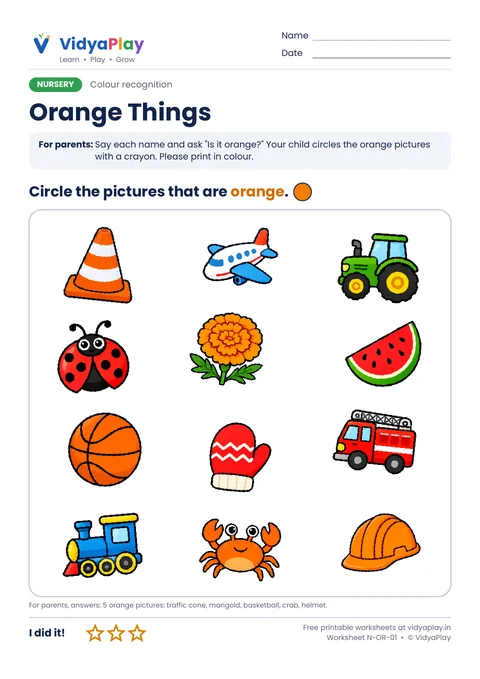 VidyaPlay
Learn • Play • Grow
Name
Date
NURSERY
Colour recognition
Orange Things
For parents: Say each name and ask "Is it orange?" Your child circles the orange pictures
with a crayon. Please print in colour.
Circle the pictures that are orange.
For parents, answers: 5 orange pictures: traffic cone, marigold, basketball, crab, helmet.
I did it!
Free printable worksheets at vidyaplay.in
Worksheet N-OR-01 • © VidyaPlay